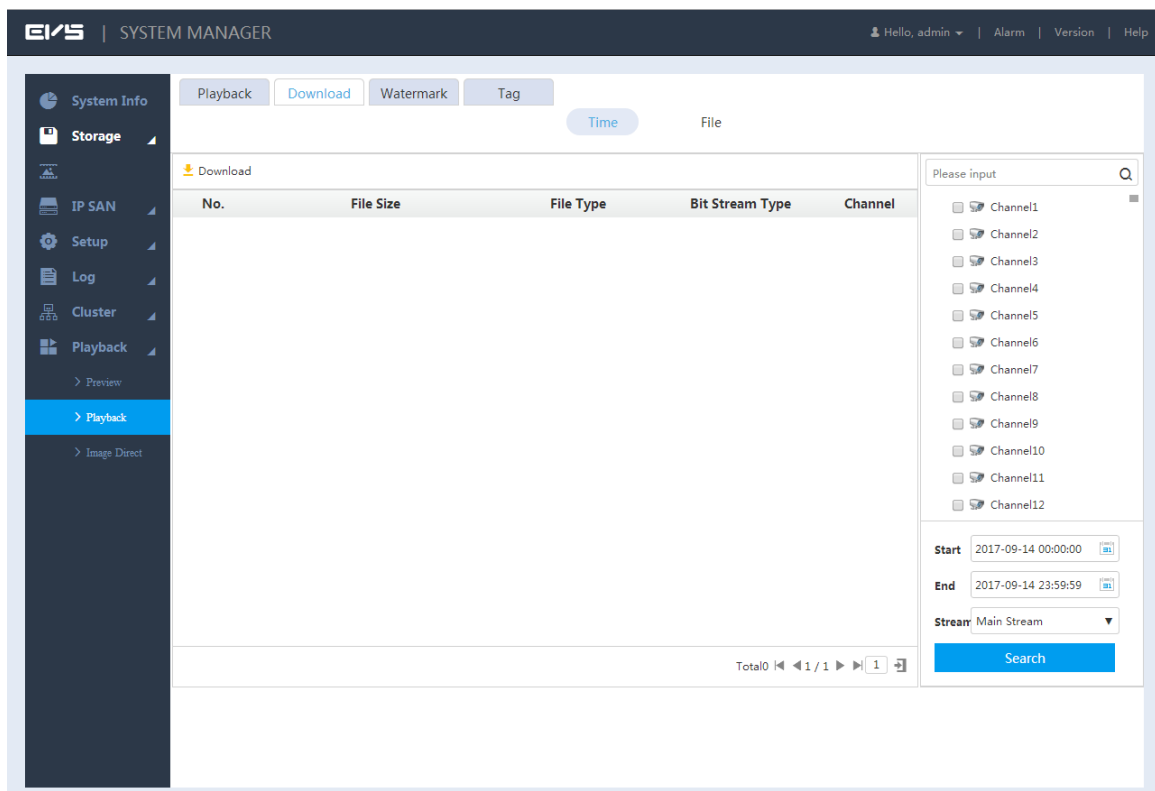 EVS | SYSTEM MANAGER
Hello, admin | Alarm | Version | Help
System Info
Storage
IP SAN
Setup
Log
Cluster
Playback
> Preview
> Playback
> Image Direct
Playback Download Watermark Tag
Time File
Download
No. File Size File Type Bit Stream Type Channel
Total0 1 / 1 1
Please input
Channel1
Channel2
Channel3
Channel4
Channel5
Channel6
Channel7
Channel8
Channel9
Channel10
Channel11
Channel12
Start 2017-09-14 00:00:00
End 2017-09-14 23:59:59
Stream Main Stream
Search